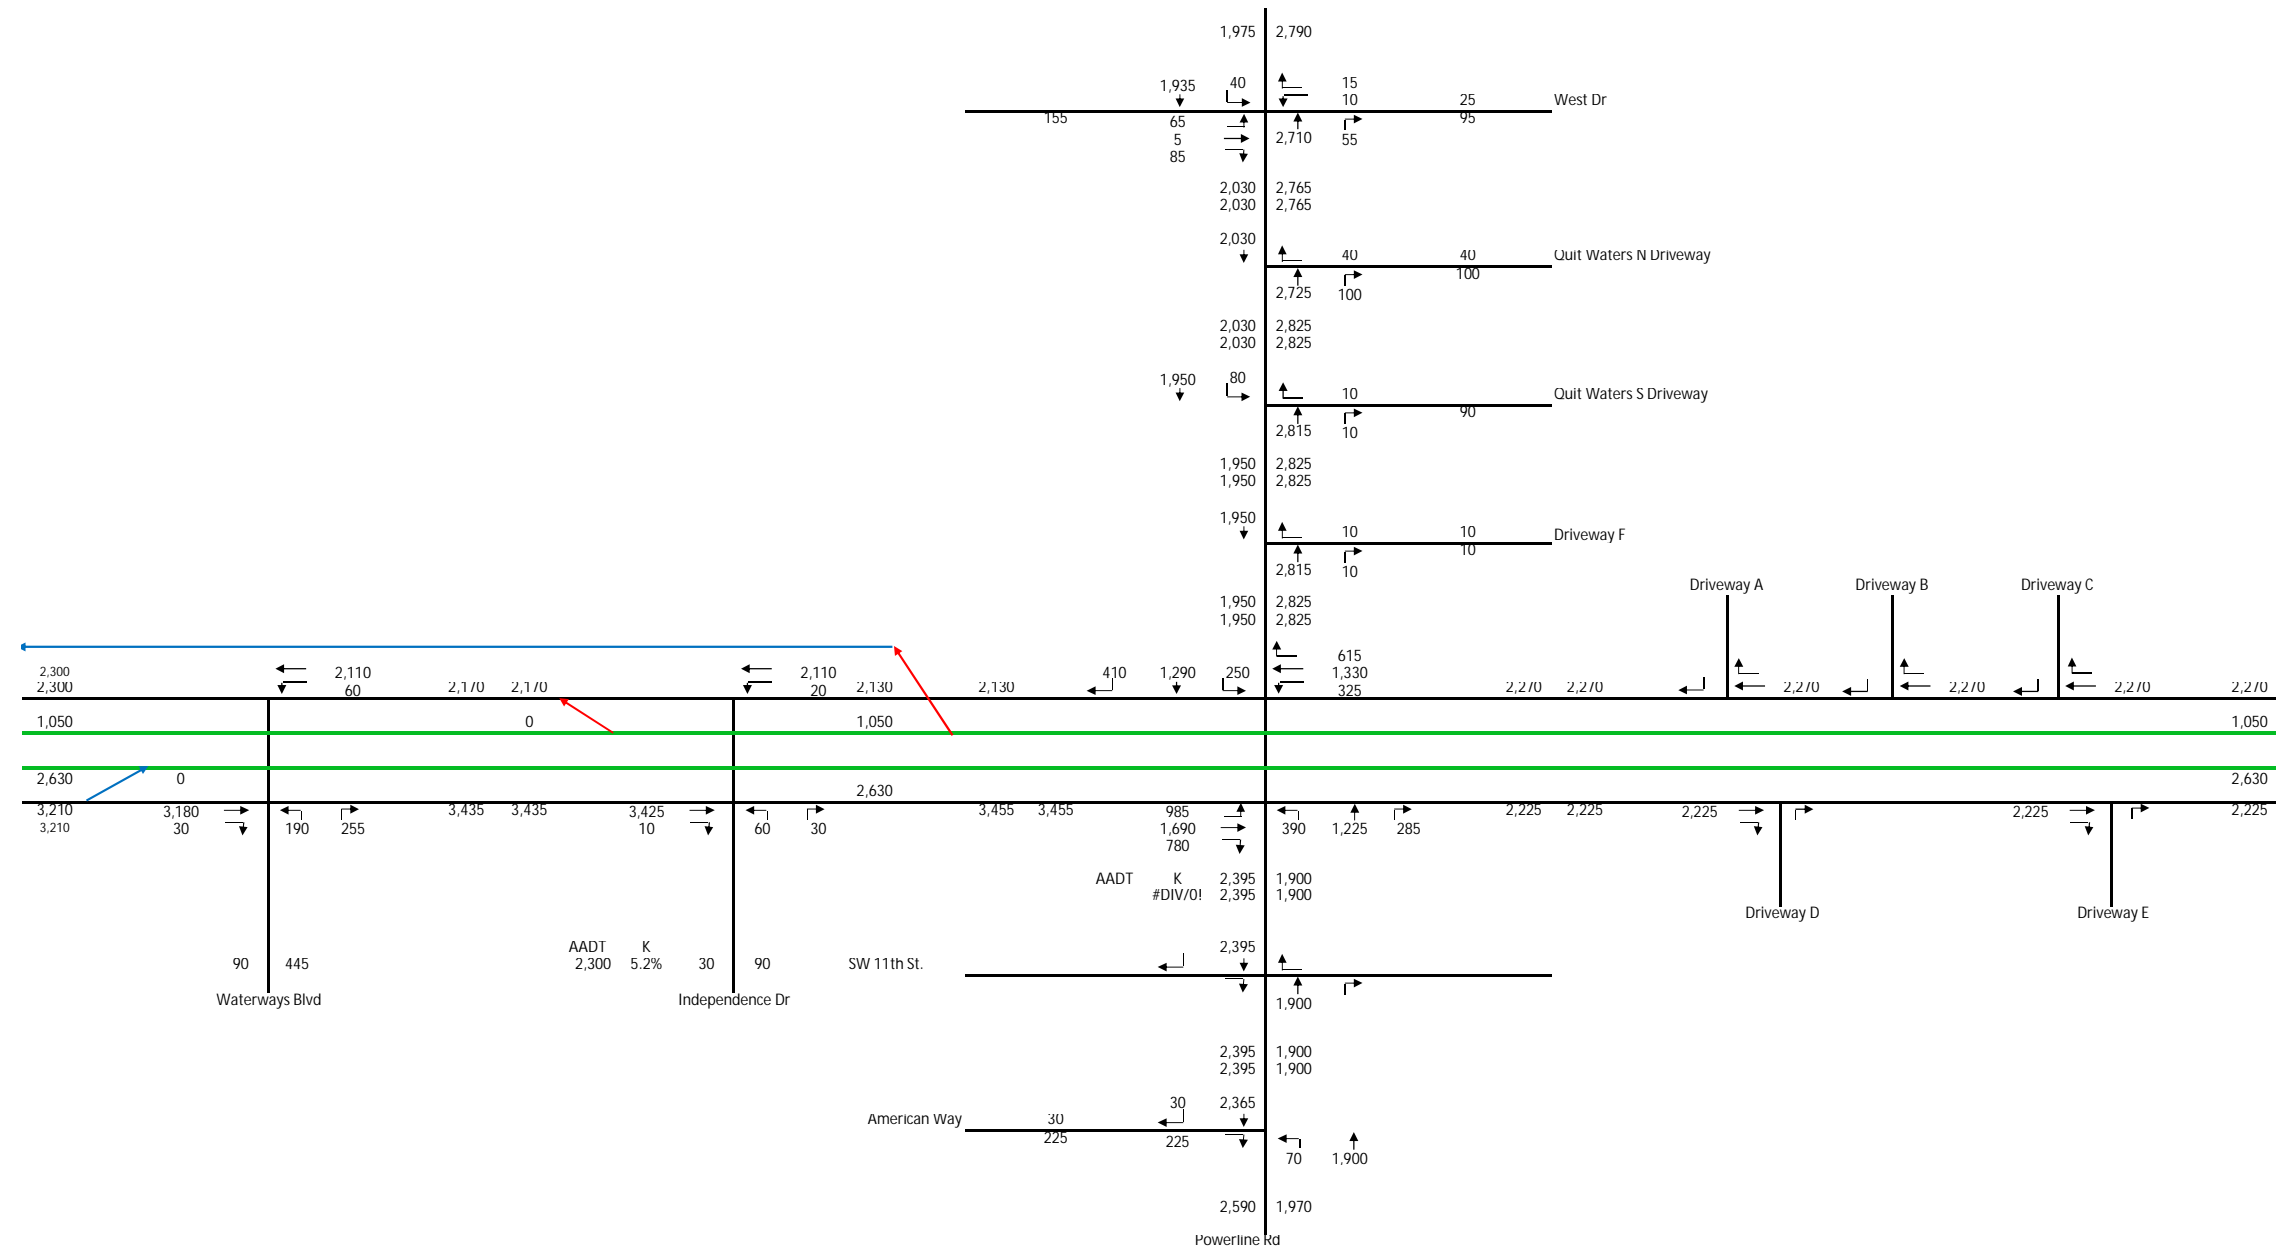 1,975 2,790
1,935 40 15
10 25 West Dr
155 65 95
5 2,710 55
85
2,030 2,765
2,030 2,765
2,030 40 40 Quit Waters N Driveway
100
2,725 100
2,030 2,825
2,030 2,825
1,950 80 10 Quit Waters S Driveway
90
2,815 10
1,950 2,825
1,950 2,825
1,950 10 10 Driveway F
10
2,815 10
Driveway A Driveway B Driveway C
1,950 2,825
1,950 2,825
615
2,300 2,110 2,110 410 1,290 250 1,330
2,300 60 2,170 2,170 20 2,130 2,130 325 2,270 2,270 2,270 2,270 2,270 2,270
1,050 0 1,050 1,050
2,630 0 2,630
2,630
3,210 3,180 3,435 3,435 3,425 3,455 3,455 985 2,225 2,225 2,225 2,225 2,225
3,210 30 190 255 10 60 30 1,690 390 1,225 285
780
AADT K 2,395 1,900
#DIV/0! 2,395 1,900
Driveway D Driveway E
AADT K 2,395
90 445 2,300 5.2% 30 90 SW 11th St.
Waterways Blvd Independence Dr 1,900
2,395 1,900
2,395 1,900
30 2,365
American Way 30
225 225
70 1,900
2,590 1,970
Powerline Rd